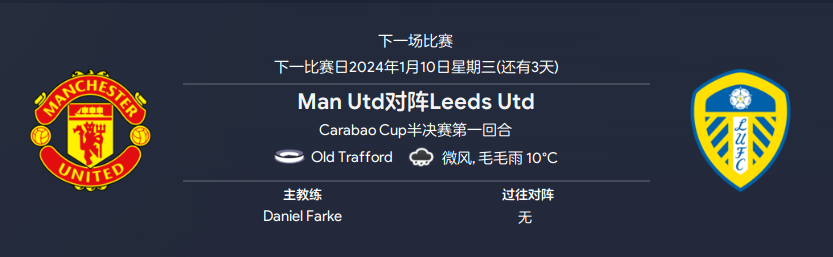 下一场比赛
下一比赛日2024年1月10日星期三(还有3天)
MANCHESTER
UNITED
Man Utd对阵Leeds Utd
Carabao Cup半决赛第一回合
Old Trafford 微风, 毛毛雨 10°C
LUFC
主教练 过往对阵
Daniel Farke 无